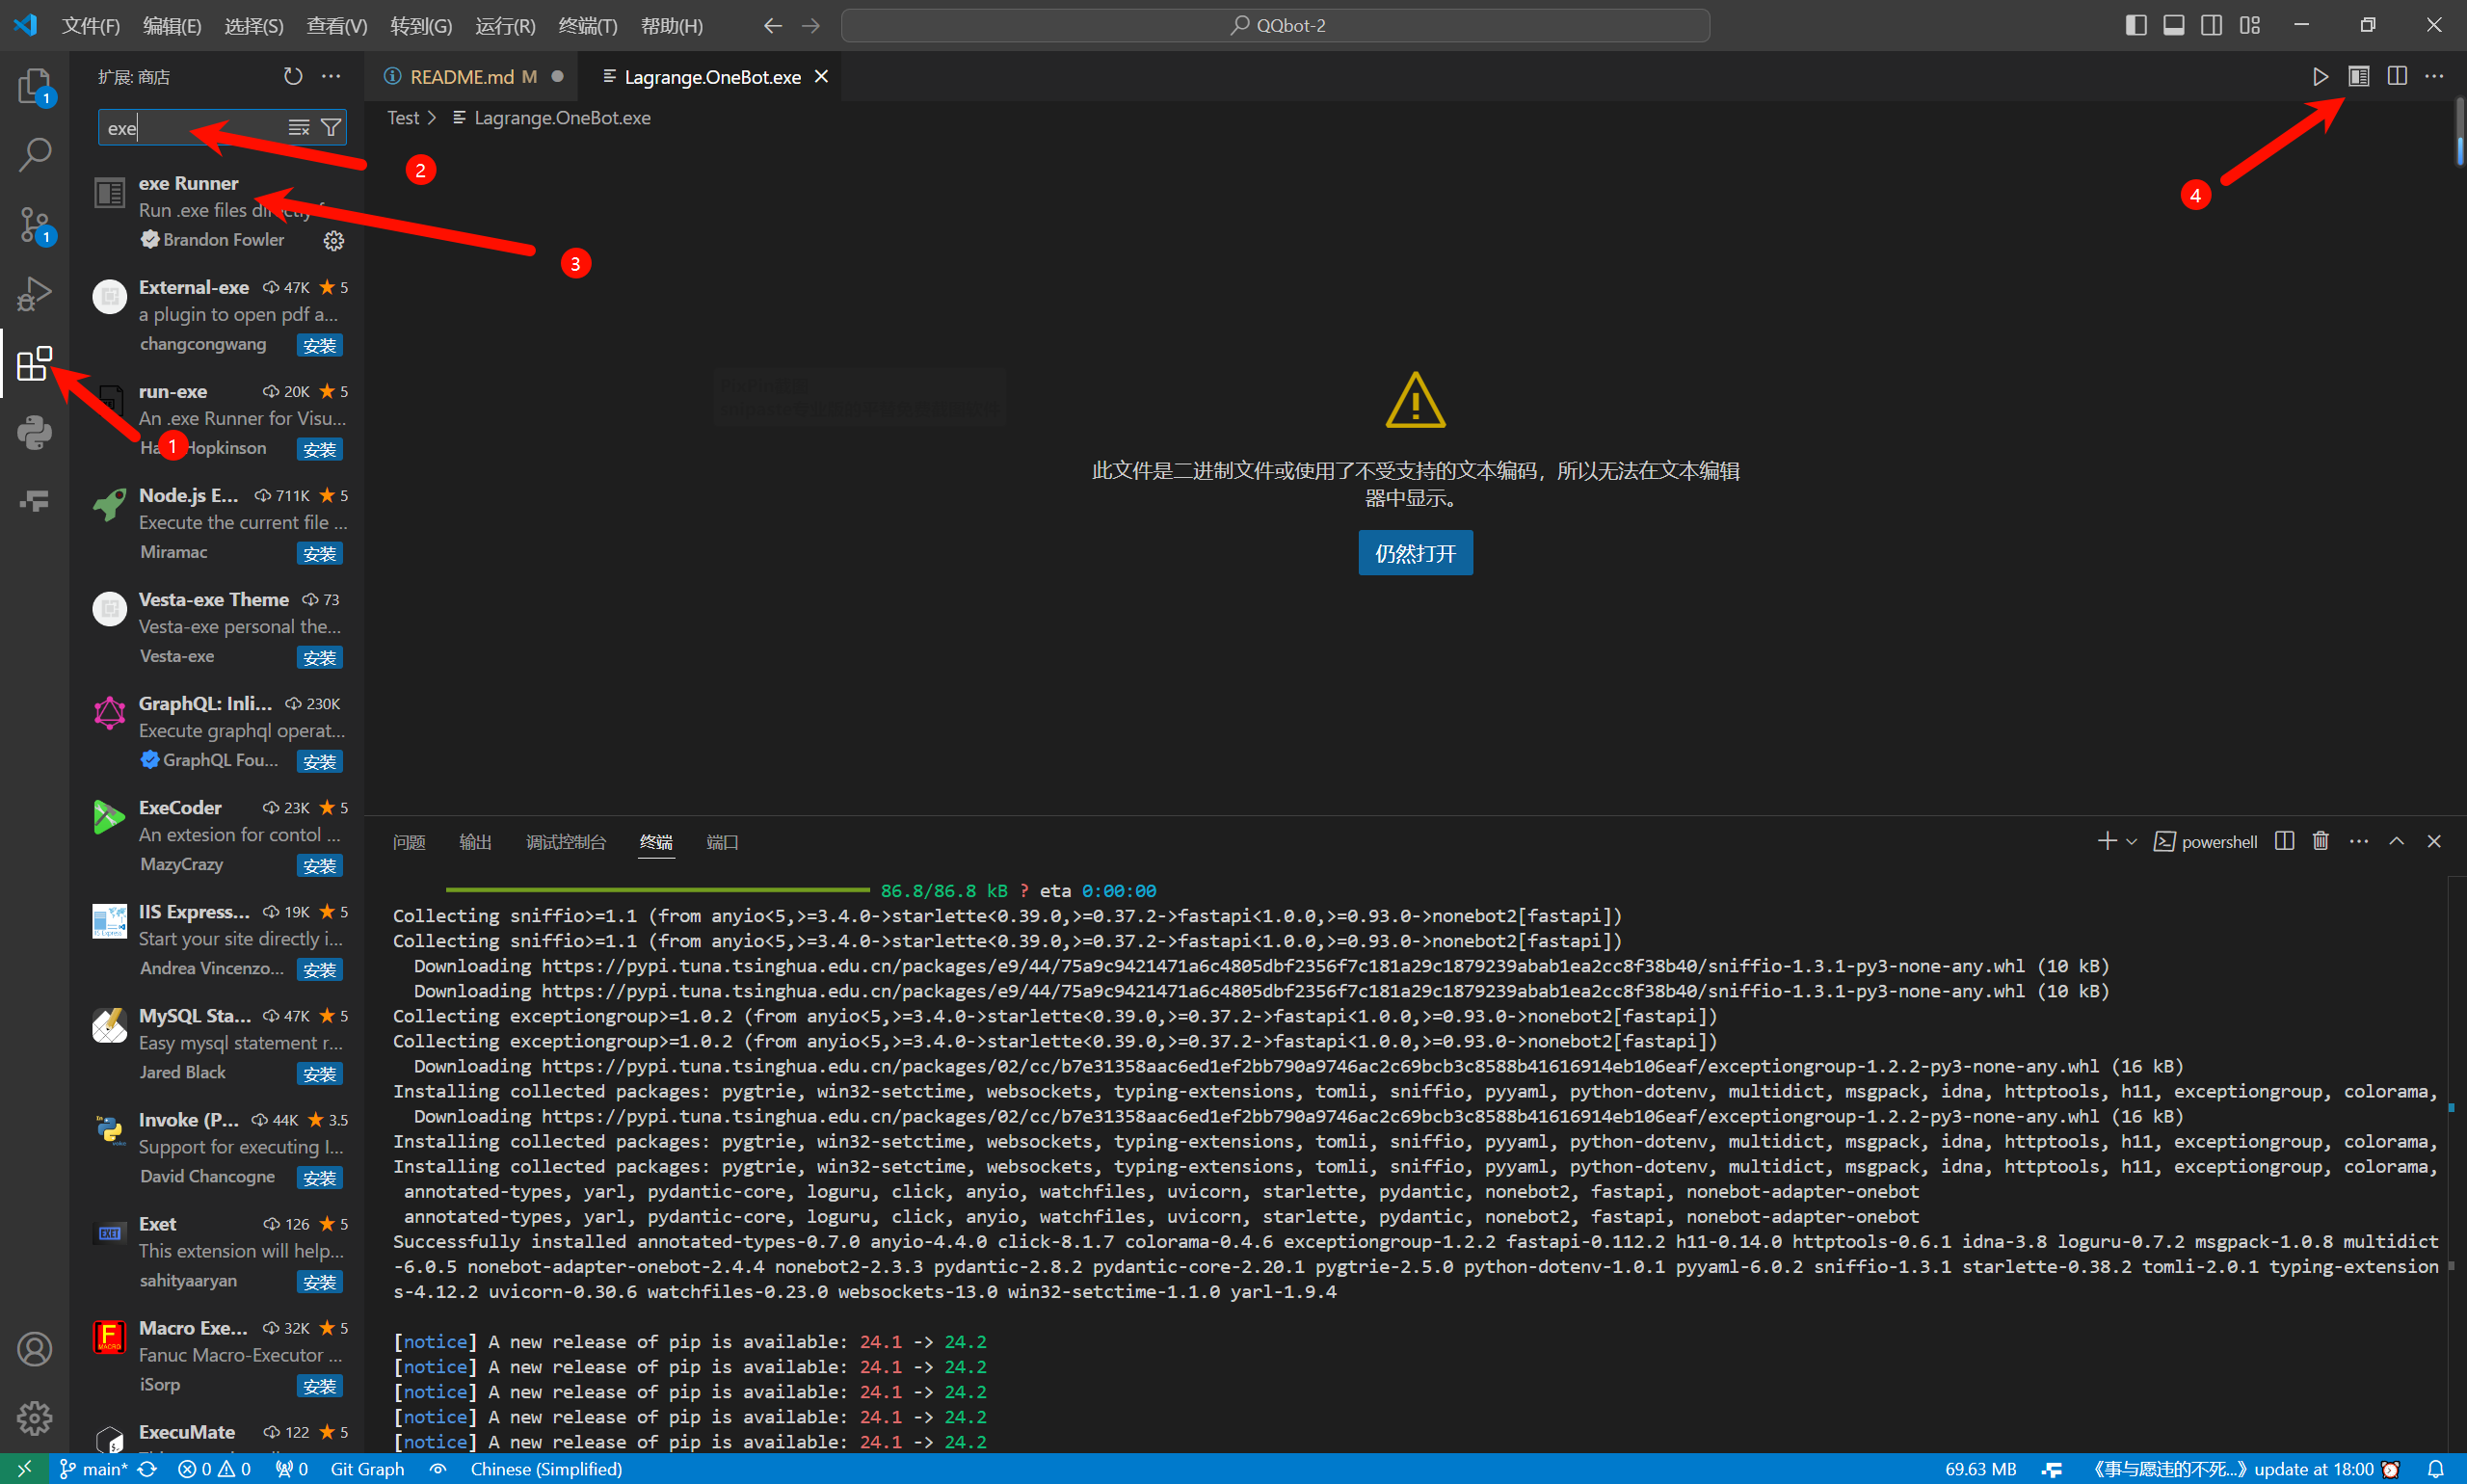 文件(F) 编辑(E) 选择(S) 查看(V) 转到(G) 运行(R) 终端(T) 帮助(H)
QQbot-2
扩展: 商店
README.md M
Lagrange.OneBot.exe
Test > Lagrange.OneBot.exe
exe
1
1
1
2
3
4
exe Runner
Run .exe files directly f
Brandon Fowler
External-exe 47K 5
a plugin to open pdf a...
changcongwang 安装
run-exe 20K 5
An .exe Runner for Visu...
Hopkinson 安装
Node.js E... 711K 5
Execute the current file ...
Miramac 安装
Vesta-exe Theme 73
Vesta-exe personal the...
Vesta-exe 安装
GraphQL: Inli... 230K
Execute graphql operat...
GraphQL Fou... 安装
ExeCoder 23K 5
An extesion for contol ...
MazyCrazy 安装
IIS Express... 19K 5
Start your site directly i...
Andrea Vincenzo... 安装
MySQL Sta... 47K 5
Easy mysql statement r...
Jared Black 安装
Invoke (P... 44K 3.5
Support for executing I...
David Chancogne 安装
Exet 126 5
This extension will help...
sahityaaryan 安装
Macro Exe... 32K 5
Fanuc Macro-Executor ...
iSorp 安装
ExecuMate 122 5
此文件是二进制文件或使用了不受支持的文本编码，所以无法在文本编辑
器中显示。
仍然打开
问题 输出 调试控制台 终端 端口
powershell
86.8/86.8 kB ? eta 0:00:00
Collecting sniffio>=1.1 (from anyio<5,>=3.4.0->starlette<0.39.0,>=0.37.2->fastapi<1.0.0,>=0.93.0->nonebot2[fastapi])
Collecting sniffio>=1.1 (from anyio<5,>=3.4.0->starlette<0.39.0,>=0.37.2->fastapi<1.0.0,>=0.93.0->nonebot2[fastapi])
Downloading https://pypi.tuna.tsinghua.edu.cn/packages/e9/44/75a9c9421471a6c4805dbf2356f7c181a29c1879239abab1ea2cc8f38b40/sniffio-1.3.1-py3-none-any.whl (10 kB)
Downloading https://pypi.tuna.tsinghua.edu.cn/packages/e9/44/75a9c9421471a6c4805dbf2356f7c181a29c1879239abab1ea2cc8f38b40/sniffio-1.3.1-py3-none-any.whl (10 kB)
Collecting exceptiongroup>=1.0.2 (from anyio<5,>=3.4.0->starlette<0.39.0,>=0.37.2->fastapi<1.0.0,>=0.93.0->nonebot2[fastapi])
Collecting exceptiongroup>=1.0.2 (from anyio<5,>=3.4.0->starlette<0.39.0,>=0.37.2->fastapi<1.0.0,>=0.93.0->nonebot2[fastapi])
Downloading https://pypi.tuna.tsinghua.edu.cn/packages/02/cc/b7e31358aac6ed1ef2bb790a9746ac2c69bcb3c8588b41616914eb106eaf/exceptiongroup-1.2.2-py3-none-any.whl (16 kB)
Installing collected packages: pygtrie, win32-setctime, websockets, typing-extensions, tomli, sniffio, pyyaml, python-dotenv, multidict, msgpack, idna, httptools, h11, exceptiongroup, colorama,
Downloading https://pypi.tuna.tsinghua.edu.cn/packages/02/cc/b7e31358aac6ed1ef2bb790a9746ac2c69bcb3c8588b41616914eb106eaf/exceptiongroup-1.2.2-py3-none-any.whl (16 kB)
Installing collected packages: pygtrie, win32-setctime, websockets, typing-extensions, tomli, sniffio, pyyaml, python-dotenv, multidict, msgpack, idna, httptools, h11, exceptiongroup, colorama,
Installing collected packages: pygtrie, win32-setctime, websockets, typing-extensions, tomli, sniffio, pyyaml, python-dotenv, multidict, msgpack, idna, httptools, h11, exceptiongroup, colorama,
annotated-types, yarl, pydantic-core, loguru, click, anyio, watchfiles, uvicorn, starlette, pydantic, nonebot2, fastapi, nonebot-adapter-onebot
annotated-types, yarl, pydantic-core, loguru, click, anyio, watchfiles, uvicorn, starlette, pydantic, nonebot2, fastapi, nonebot-adapter-onebot
Successfully installed annotated-types-0.7.0 anyio-4.4.0 click-8.1.7 colorama-0.4.6 exceptiongroup-1.2.2 fastapi-0.112.2 h11-0.14.0 httptools-0.6.1 idna-3.8 loguru-0.7.2 msgpack-1.0.8 multidict
-6.0.5 nonebot-adapter-onebot-2.4.4 nonebot2-2.3.3 pydantic-2.8.2 pydantic-core-2.20.1 pygtrie-2.5.0 python-dotenv-1.0.1 pyyaml-6.0.2 sniffio-1.3.1 starlette-0.38.2 tomli-2.0.1 typing-extension
s-4.12.2 uvicorn-0.30.6 watchfiles-0.23.0 websockets-13.0 win32-setctime-1.1.0 yarl-1.9.4
[notice] A new release of pip is available: 24.1 -> 24.2
[notice] A new release of pip is available: 24.1 -> 24.2
[notice] A new release of pip is available: 24.1 -> 24.2
[notice] A new release of pip is available: 24.1 -> 24.2
[notice] A new release of pip is available: 24.1 -> 24.2
main* 0 0 0 Git Graph Chinese (Simplified) 69.63 MB 《事与愿违的不死...》update at 18:00